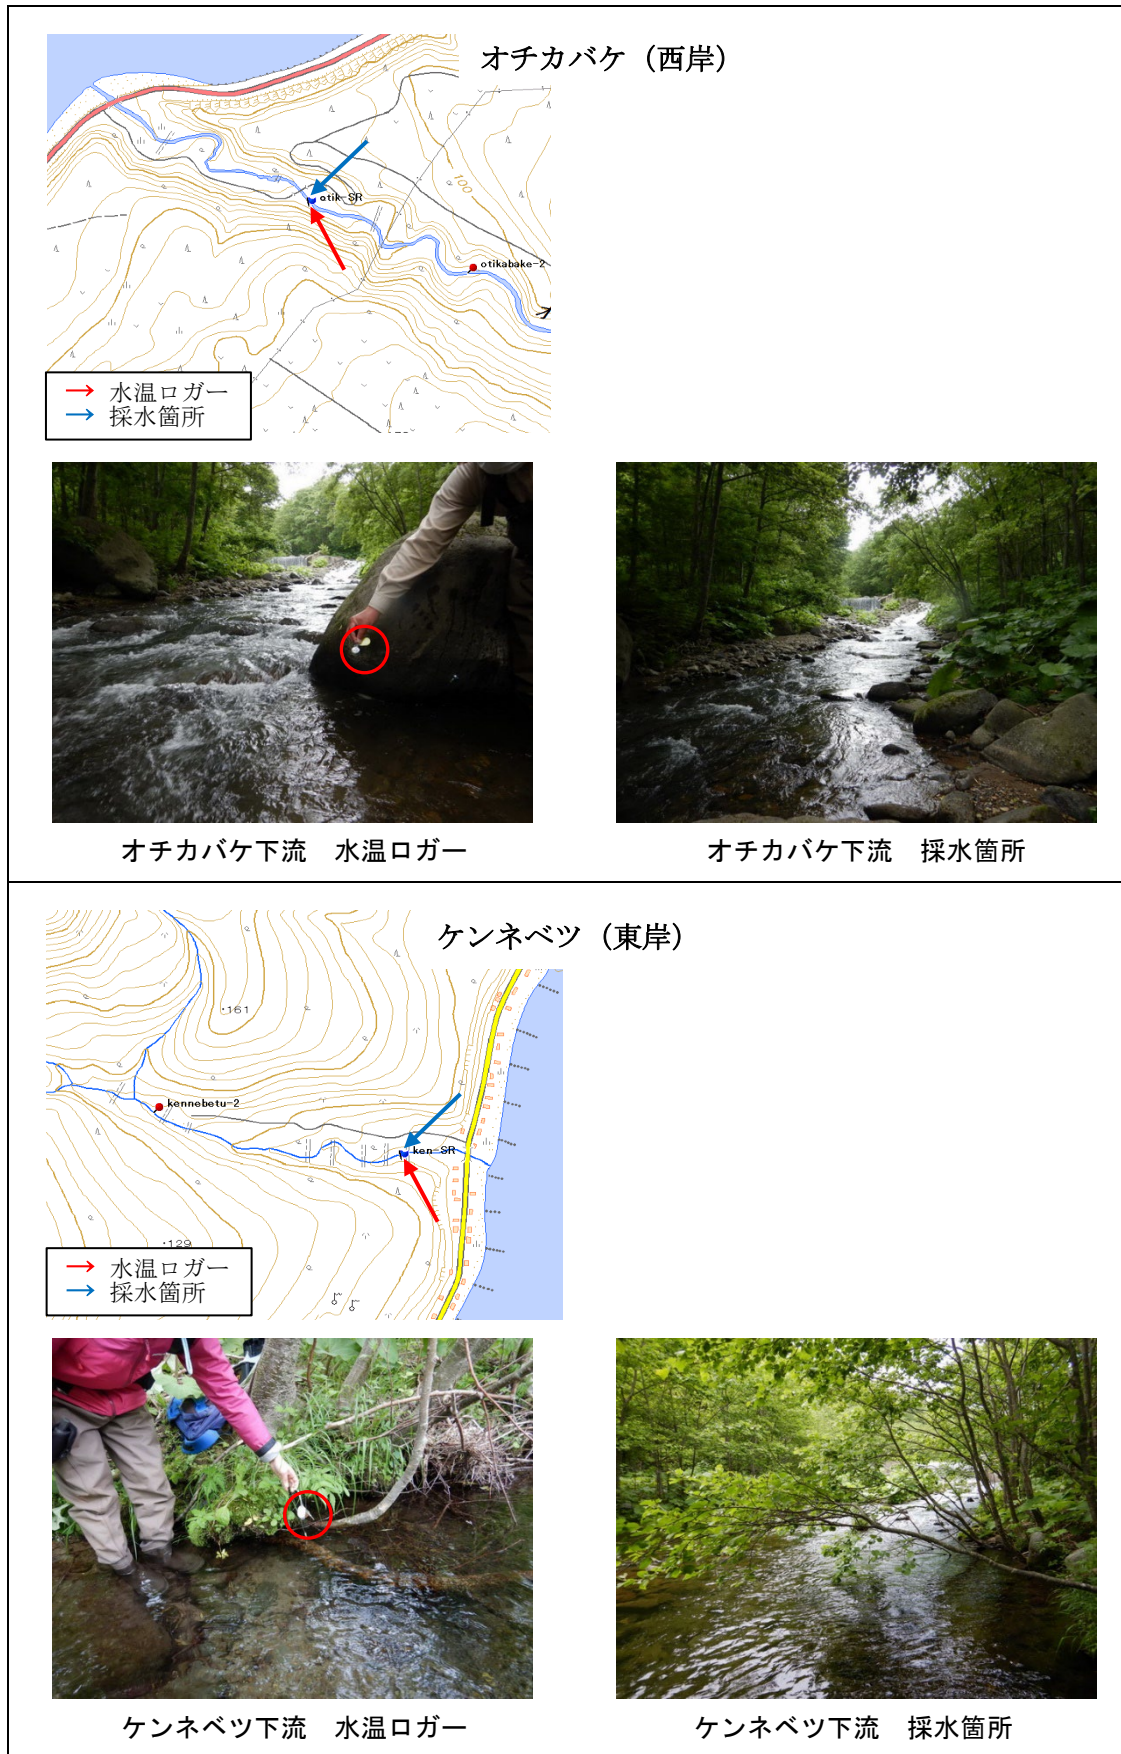 オチカバケ（西岸）
100
otik-SR
otikabake-2
水温ロガー
採水箇所
オチカバケ下流　水温ロガー
オチカバケ下流　採水箇所
ケンネベツ（東岸）
161
kennebetu-2
ken-SR
129
水温ロガー
採水箇所
ケンネベツ下流　水温ロガー
ケンネベツ下流　採水箇所